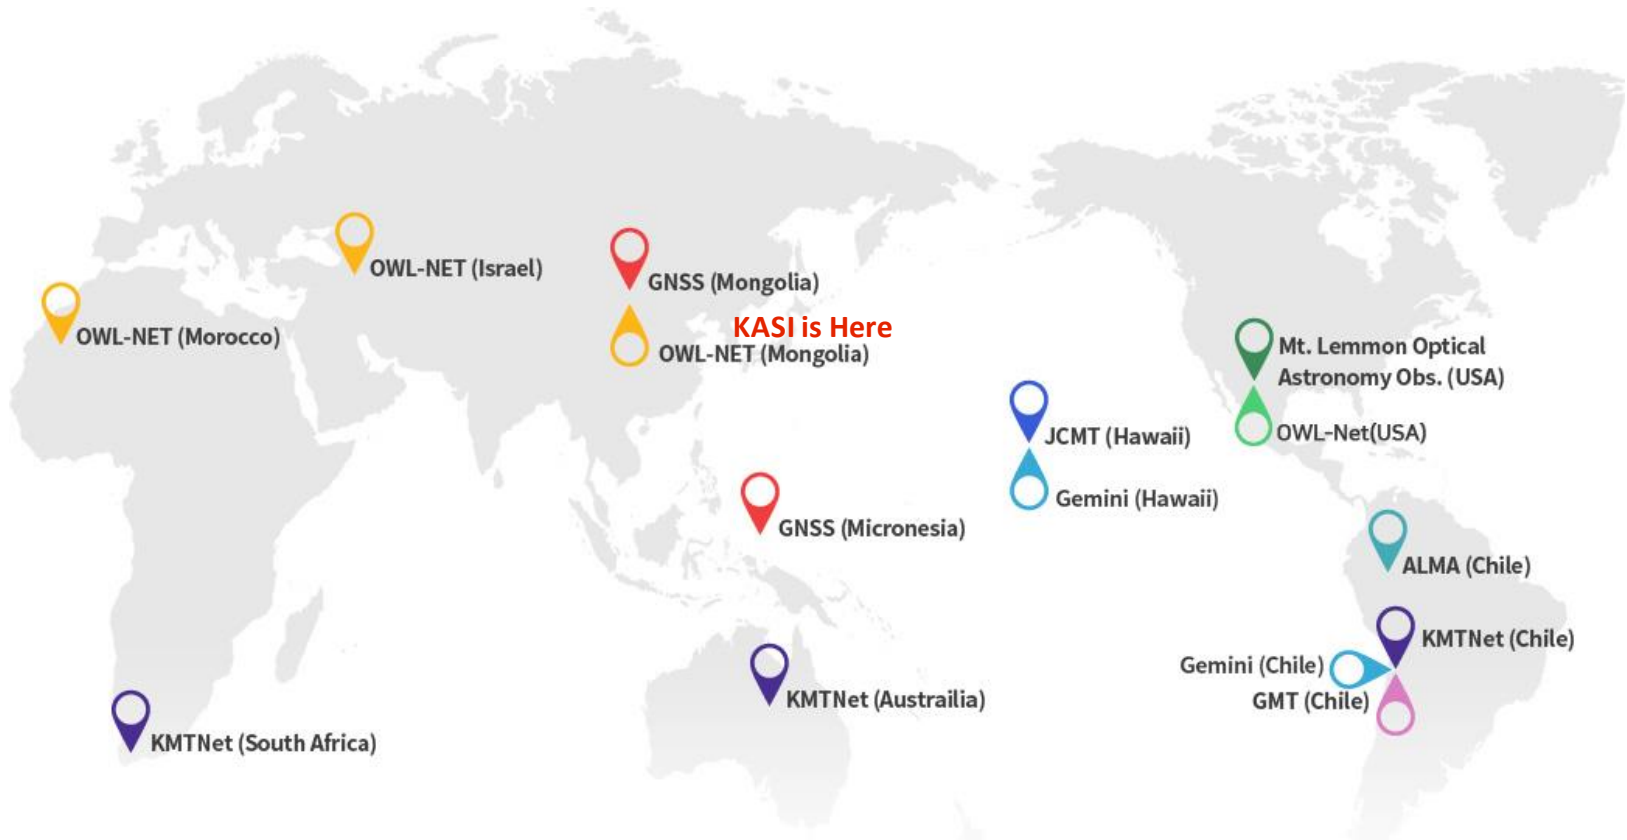 OWL-NET (Israel)
GNSS (Mongolia)
KASI is Here
OWL-NET (Morocco)
OWL-NET (Mongolia)
Mt. Lemmon Optical
Astronomy Obs. (USA)
JCMT (Hawaii)
OWL-Net(USA)
Gemini (Hawaii)
GNSS (Micronesia)
ALMA (Chile)
KMTNet (Chile)
Gemini (Chile)
GMT (Chile)
KMTNet (Austrailia)
KMTNet (South Africa)